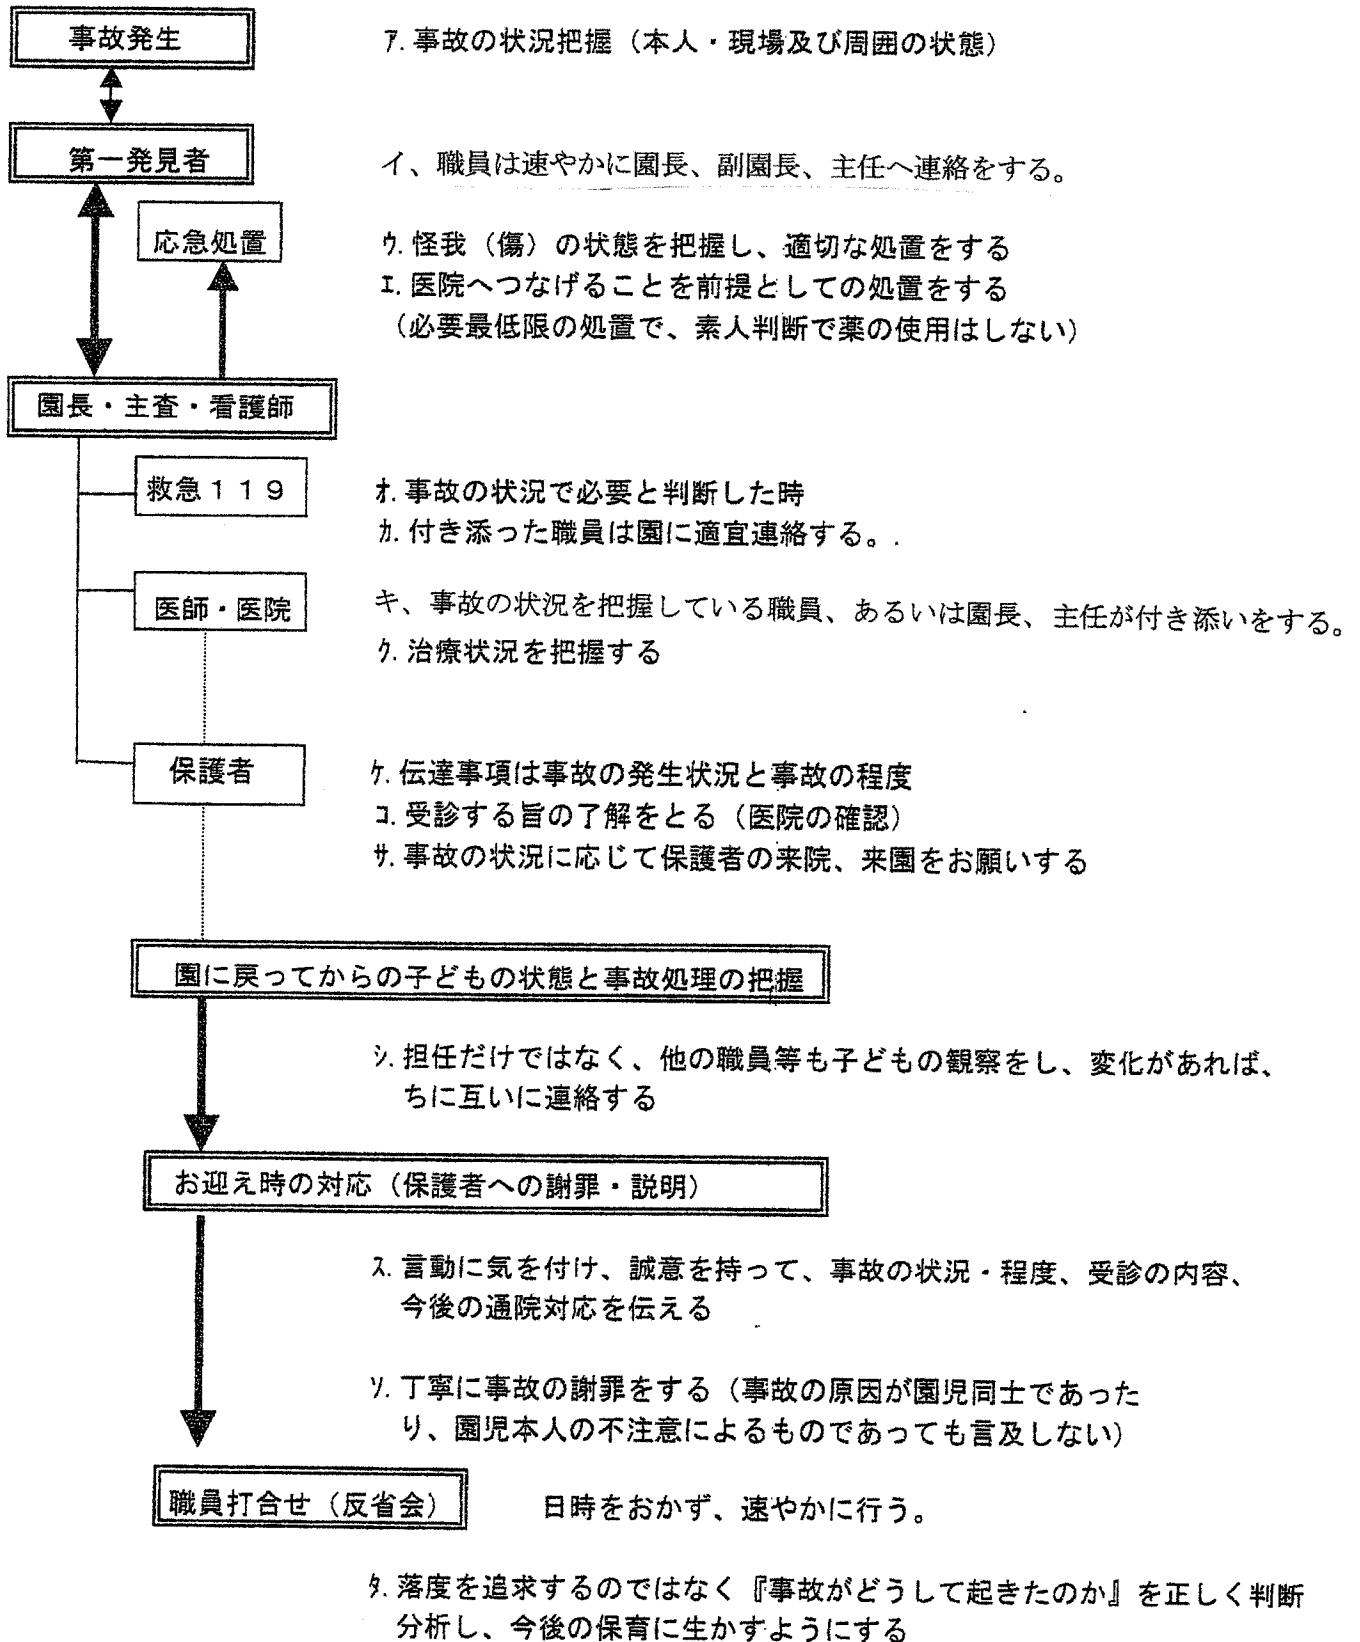 事故発生
ｱ. 事故の状況把握（本人・現場及び周囲の状態）
第一発見者
イ、職員は速やかに園長、副園長、主任へ連絡をする。
応急処置
ｳ. 怪我（傷）の状態を把握し、適切な処置をする
ｴ. 医院へつなげることを前提としての処置をする
（必要最低限の処置で、素人判断で薬の使用はしない）
園長・主査・看護師
救急１１９
ｵ. 事故の状況で必要と判断した時
ｶ. 付き添った職員は園に適宜連絡する。
医師・医院
キ、事故の状況を把握している職員、あるいは園長、主任が付き添いをする。
ｸ. 治療状況を把握する
保護者
ｹ. 伝達事項は事故の発生状況と事故の程度
ｺ. 受診する旨の了解をとる（医院の確認）
ｻ. 事故の状況に応じて保護者の来院、来園をお願いする
園に戻ってからの子どもの状態と事故処理の把握
ｼ. 担任だけではなく、他の職員等も子どもの観察をし、変化があれば、
ちに互いに連絡する
お迎え時の対応（保護者への謝罪・説明）
ｽ. 言動に気を付け、誠意を持って、事故の状況・程度、受診の内容、
今後の通院対応を伝える
ｿ. 丁寧に事故の謝罪をする（事故の原因が園児同士であった
り、園児本人の不注意によるものであっても言及しない）
職員打合せ（反省会）
日時をおかず、速やかに行う。
ﾀ. 落度を追求するのではなく『事故がどうして起きたのか』を正しく判断
分析し、今後の保育に生かすようにする